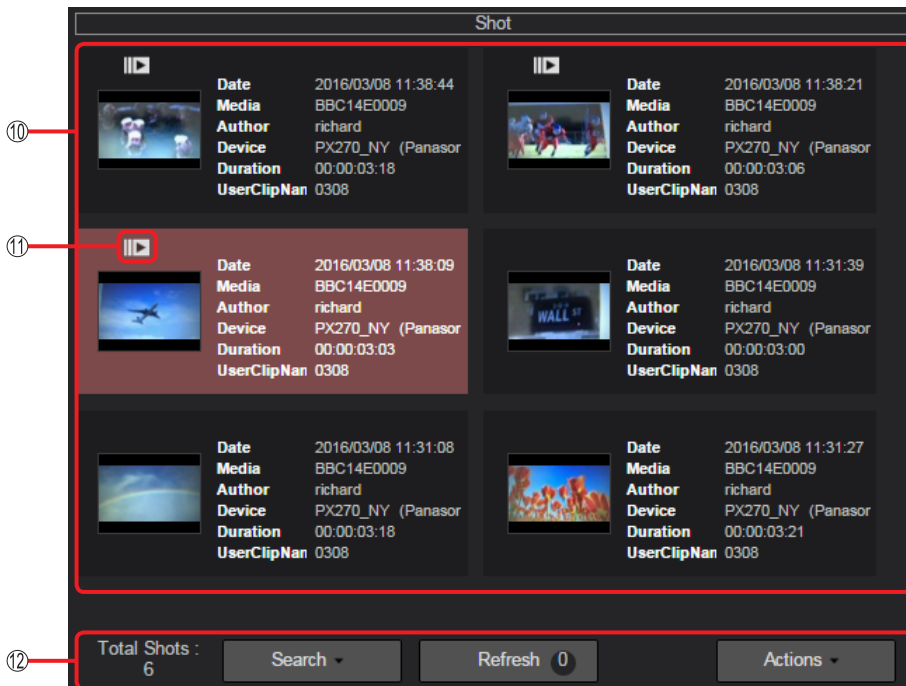 Shot
⑩
Date 2016/03/08 11:38:44
Media BBC14E0009
Author richard
Device PX270_NY (Panasor
Duration 00:00:03:18
UserClipNan 0308
Date 2016/03/08 11:38:21
Media BBC14E0009
Author richard
Device PX270_NY (Panasor
Duration 00:00:03:06
UserClipNan 0308
⑪
Date 2016/03/08 11:38:09
Media BBC14E0009
Author richard
Device PX270_NY (Panasor
Duration 00:00:03:03
UserClipNan 0308
WALL ST
Date 2016/03/08 11:31:39
Media BBC14E0009
Author richard
Device PX270_NY (Panasor
Duration 00:00:03:00
UserClipNan 0308
Date 2016/03/08 11:31:08
Media BBC14E0009
Author richard
Device PX270_NY (Panasor
Duration 00:00:03:18
UserClipNan 0308
Date 2016/03/08 11:31:27
Media BBC14E0009
Author richard
Device PX270_NY (Panasor
Duration 00:00:03:21
UserClipNan 0308
⑫
Total Shots :
6
Search
Refresh 0
Actions